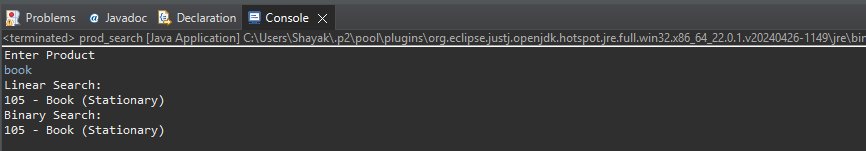 Problems @ Javadoc Declaration Console
<terminated> prod_search [Java Application] C:\Users\Shayak\.p2\pool\plugins\org.eclipse.justj.openjdk.hotspot.jre.full.win32.x86_64_22.0.1.v20240426-1149\jre\bin
Enter Product
book
Linear Search:
105 - Book (Stationary)
Binary Search:
105 - Book (Stationary)